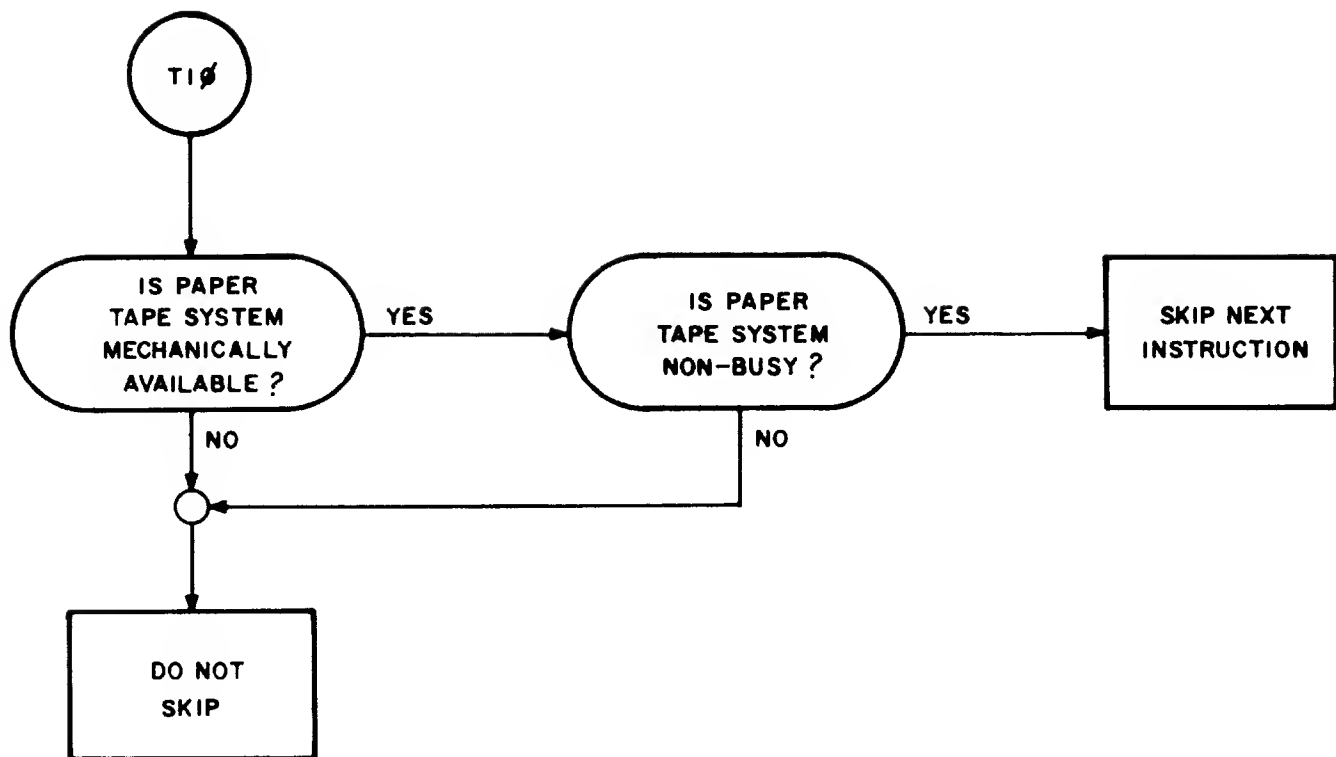 TIØ
IS PAPER
TAPE SYSTEM
MECHANICALLY
AVAILABLE?
YES
IS PAPER
TAPE SYSTEM
NON-BUSY?
YES
SKIP NEXT
INSTRUCTION
NO
NO
DO NOT
SKIP